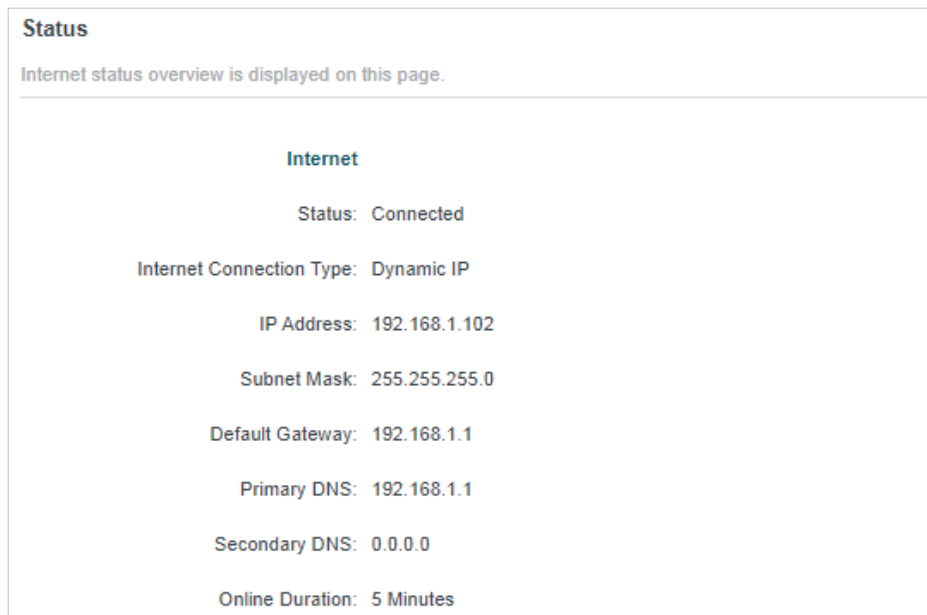 Status
Internet status overview is displayed on this page.
Internet
Status: Connected
Internet Connection Type: Dynamic IP
IP Address: 192.168.1.102
Subnet Mask: 255.255.255.0
Default Gateway: 192.168.1.1
Primary DNS: 192.168.1.1
Secondary DNS: 0.0.0.0
Online Duration: 5 Minutes